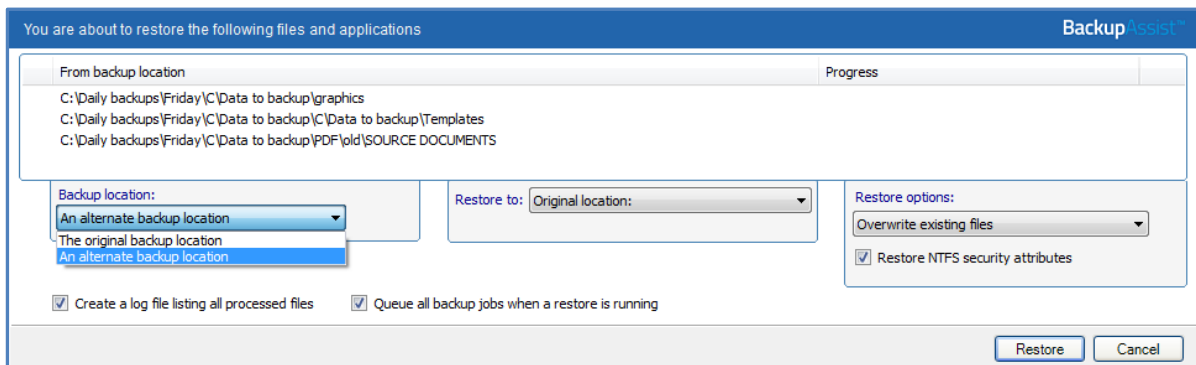 You are about to restore the following files and applications
BackupAssist™
From backup location Progress
C:\Daily backups\Friday\C\Data to backup\graphics
C:\Daily backups\Friday\C\Data to backup\C\Data to backup\Templates
C:\Daily backups\Friday\C\Data to backup\PDF\old\SOURCE DOCUMENTS
Backup location:
An alternate backup location
The original backup location
An alternate backup location
Restore to: Original location:
Restore options:
Overwrite existing files
Restore NTFS security attributes
Create a log file listing all processed files Queue all backup jobs when a restore is running
Restore Cancel